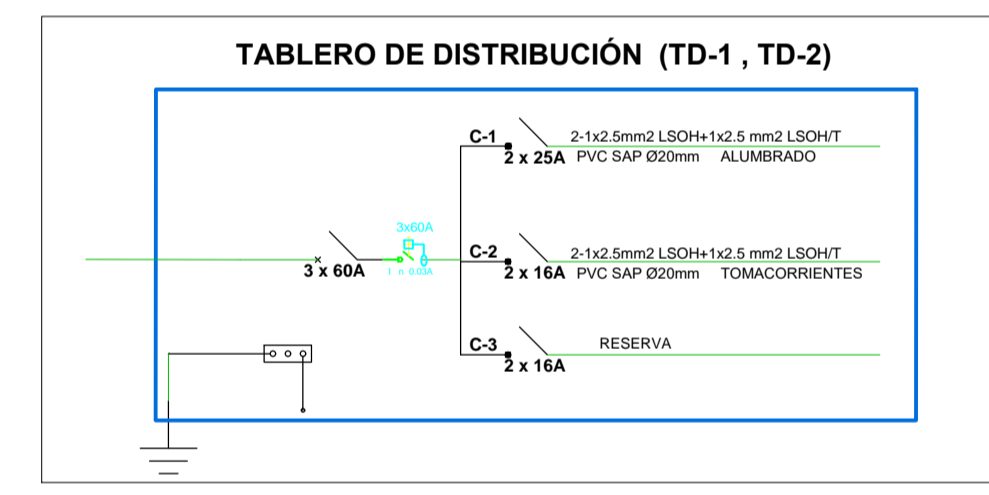 TABLERO DE DISTRIBUCIÓN (TD-1 , TD-2)
C-1
2-1x2.5mm2 LSOH+1x2.5 mm2 LSOH/T
2 x 25A PVC SAP Ø20mm ALUMBRADO
3x60A
3 x 60A
I n 0.03A
C-2
2-1x2.5mm2 LSOH+1x2.5 mm2 LSOH/T
2 x 16A PVC SAP Ø20mm TOMACORRIENTES
C-3
RESERVA
2 x 16A